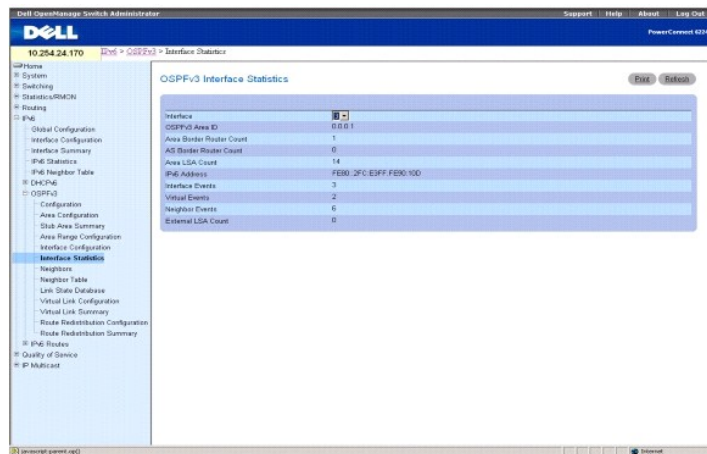 Dell OpenManage Switch Administrator
Support Help About Log Out
DELL
PowerConnect 6224
10.254.24.170
IPv6 > OSPFv3 > Interface Statistics
Home
System
Switching
Statistics/RMON
Routing
IPv6
Global Configuration
Interface Configuration
Interface Summary
IPv6 Statistics
IPv6 Neighbor Table
DHCPv6
OSPFv3
Configuration
Area Configuration
Stub Area Summary
Area Range Configuration
Interface Configuration
Interface Statistics
Neighbors
Neighbor Table
Link State Database
Virtual Link Configuration
Virtual Link Summary
Route Redistribution Configuration
Route Redistribution Summary
IPv6 Routes
Quality of Service
IP Multicast
OSPFv3 Interface Statistics
Print Refresh
Interface
OSPFv3 Area ID 0.0.0.1
Area Border Router Count 1
AS Border Router Count 0
Area LSA Count 14
IPv6 Address FE80::2FC:E3FF:FE90:10D
Interface Events 3
Virtual Events 2
Neighbor Events 6
External LSA Count 0
javascript:parent.op()
Internet